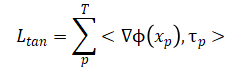 L_tan = ∑_p^T < ∇ϕ(x_p), τ_p >